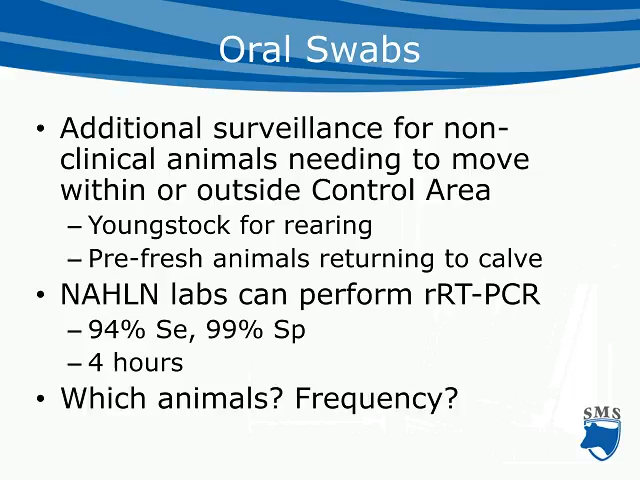 Oral Swabs
• Additional surveillance for non-
clinical animals needing to move
within or outside Control Area
– Youngstock for rearing
– Pre-fresh animals returning to calve
• NAHLN labs can perform rRT-PCR
– 94% Se, 99% Sp
– 4 hours
• Which animals? Frequency?
SMS